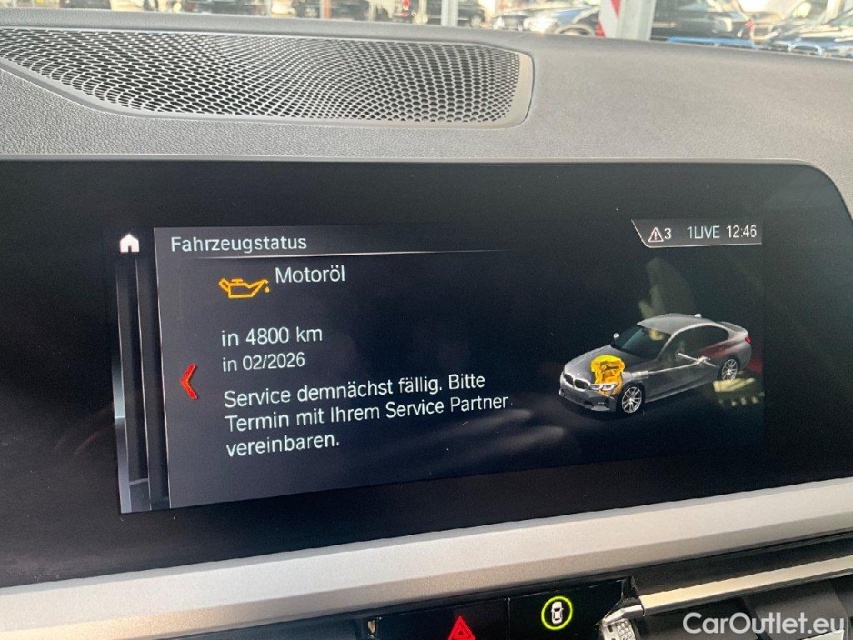 Fahrzeugstatus
3 1LIVE 12:46
Motoröl
in 4800 km
in 02/2026
Service demnächst fällig. Bitte
Termin mit Ihrem Service Partner
vereinbaren.
CarOutlet.eu